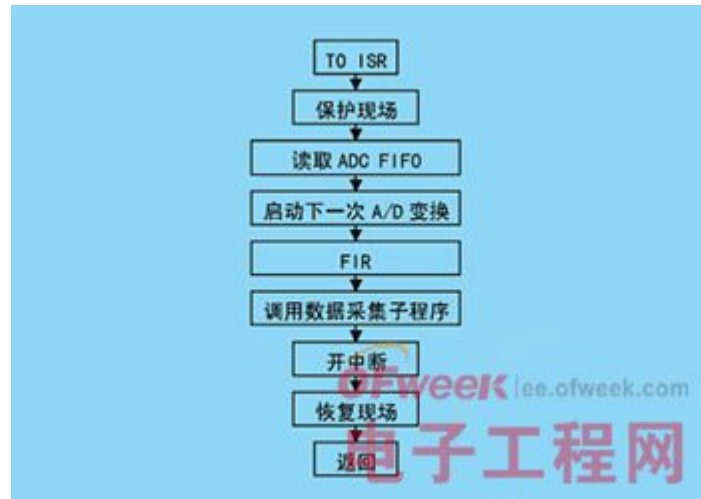 TO ISR
保护现场
读取 ADC FIFO
启动下一次 A/D 变换
FIR
调用数据采集子程序
开中断
OFweek ee.ofweek.com
恢复现场
电子工程网
返回